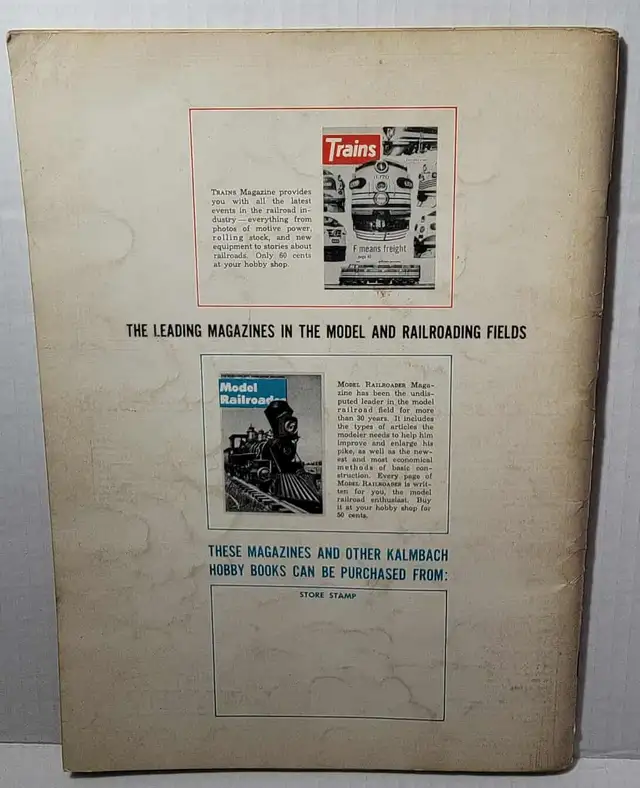 Trains
TRAINS Magazine provides
you with all the latest
events in the railroad in-
dustry — everything from
photos of motive power,
rolling stock, and new
equipment to stories about
railroads. Only 60 cents
at your hobby shop.
F means freight
THE LEADING MAGAZINES IN THE MODEL AND RAILROADING FIELDS
Model
Railroader
MODEL RAILROADER Maga-
zine has been the undis-
puted leader in the model
railroad field for more
than 30 years. It includes
the types of articles the
modeler needs to help him
improve and enlarge his
pike, as well as the new-
est and most economical
methods of basic con-
struction. Every page of
MODEL RAILROADER is writ-
ten for you, the model
railroad enthusiast. Buy
it at your hobby shop for
50 cents.
THESE MAGAZINES AND OTHER KALMBACH
HOBBY BOOKS CAN BE PURCHASED FROM:
STORE STAMP